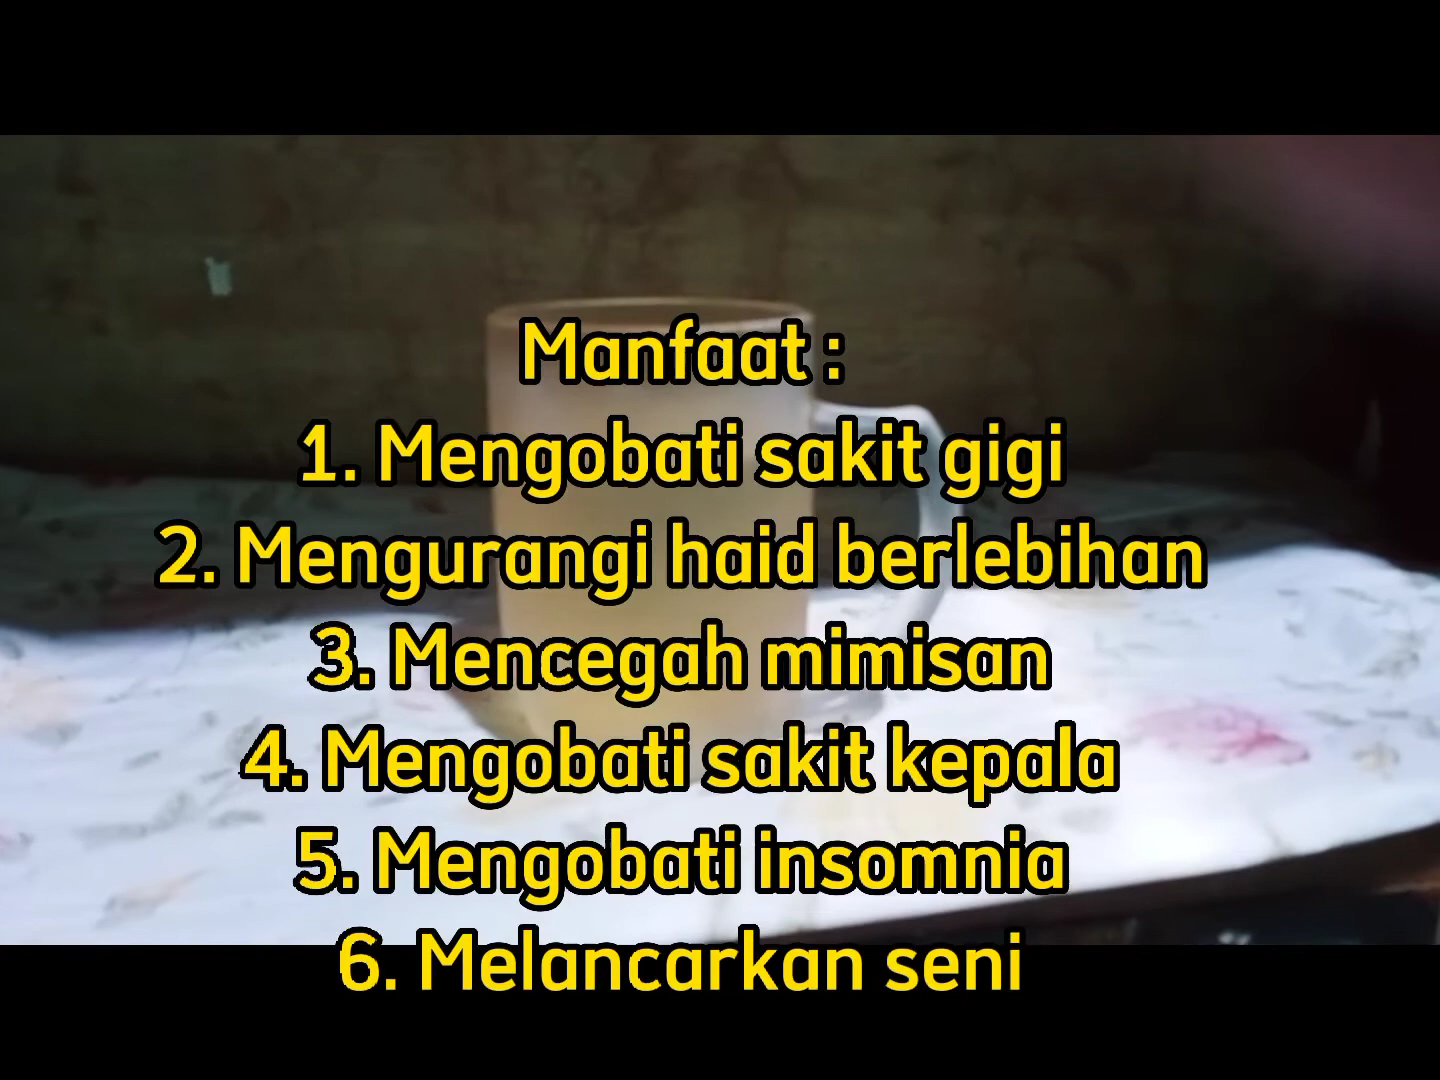 Manfaat :
1. Mengobati sakit gigi
2. Mengurangi haid berlebihan
3. Mencegah mimisan
4. Mengobati sakit kepala
5. Mengobati insomnia
6. Melancarkan seni